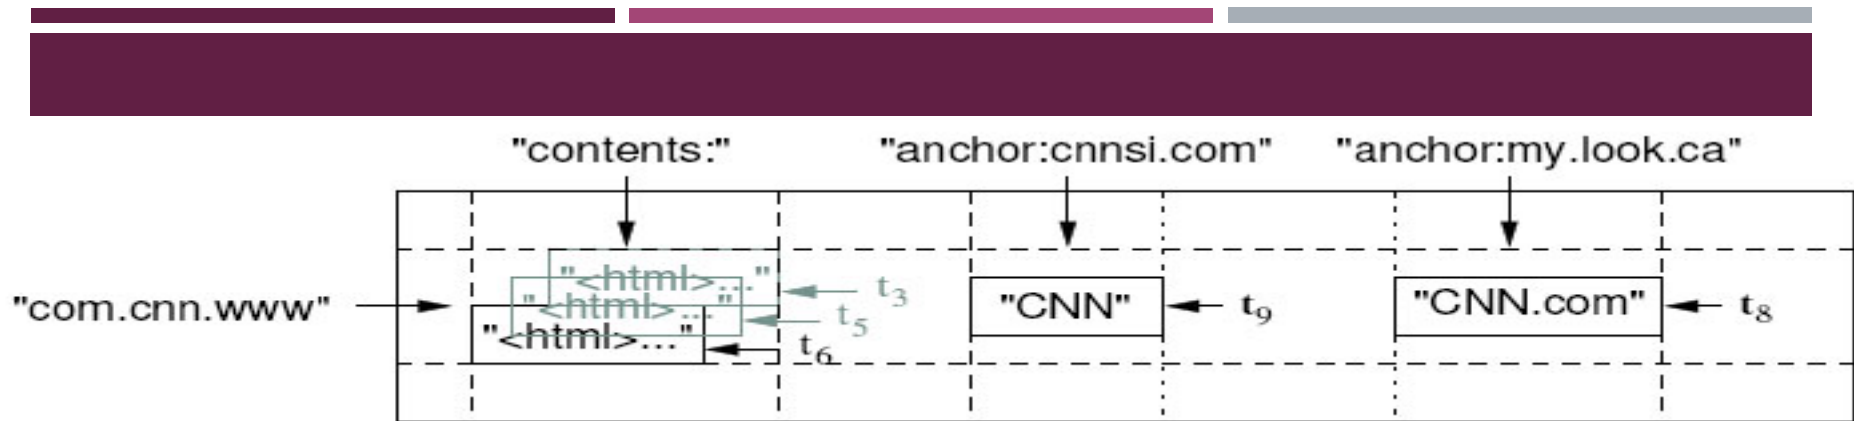 "contents:" "anchor:cnnsi.com" "anchor:my.look.ca"
"<html>..." t3
"com.cnn.www" "<html>..." t5 "CNN" t9 "CNN.com" t8
"<html>..." t6